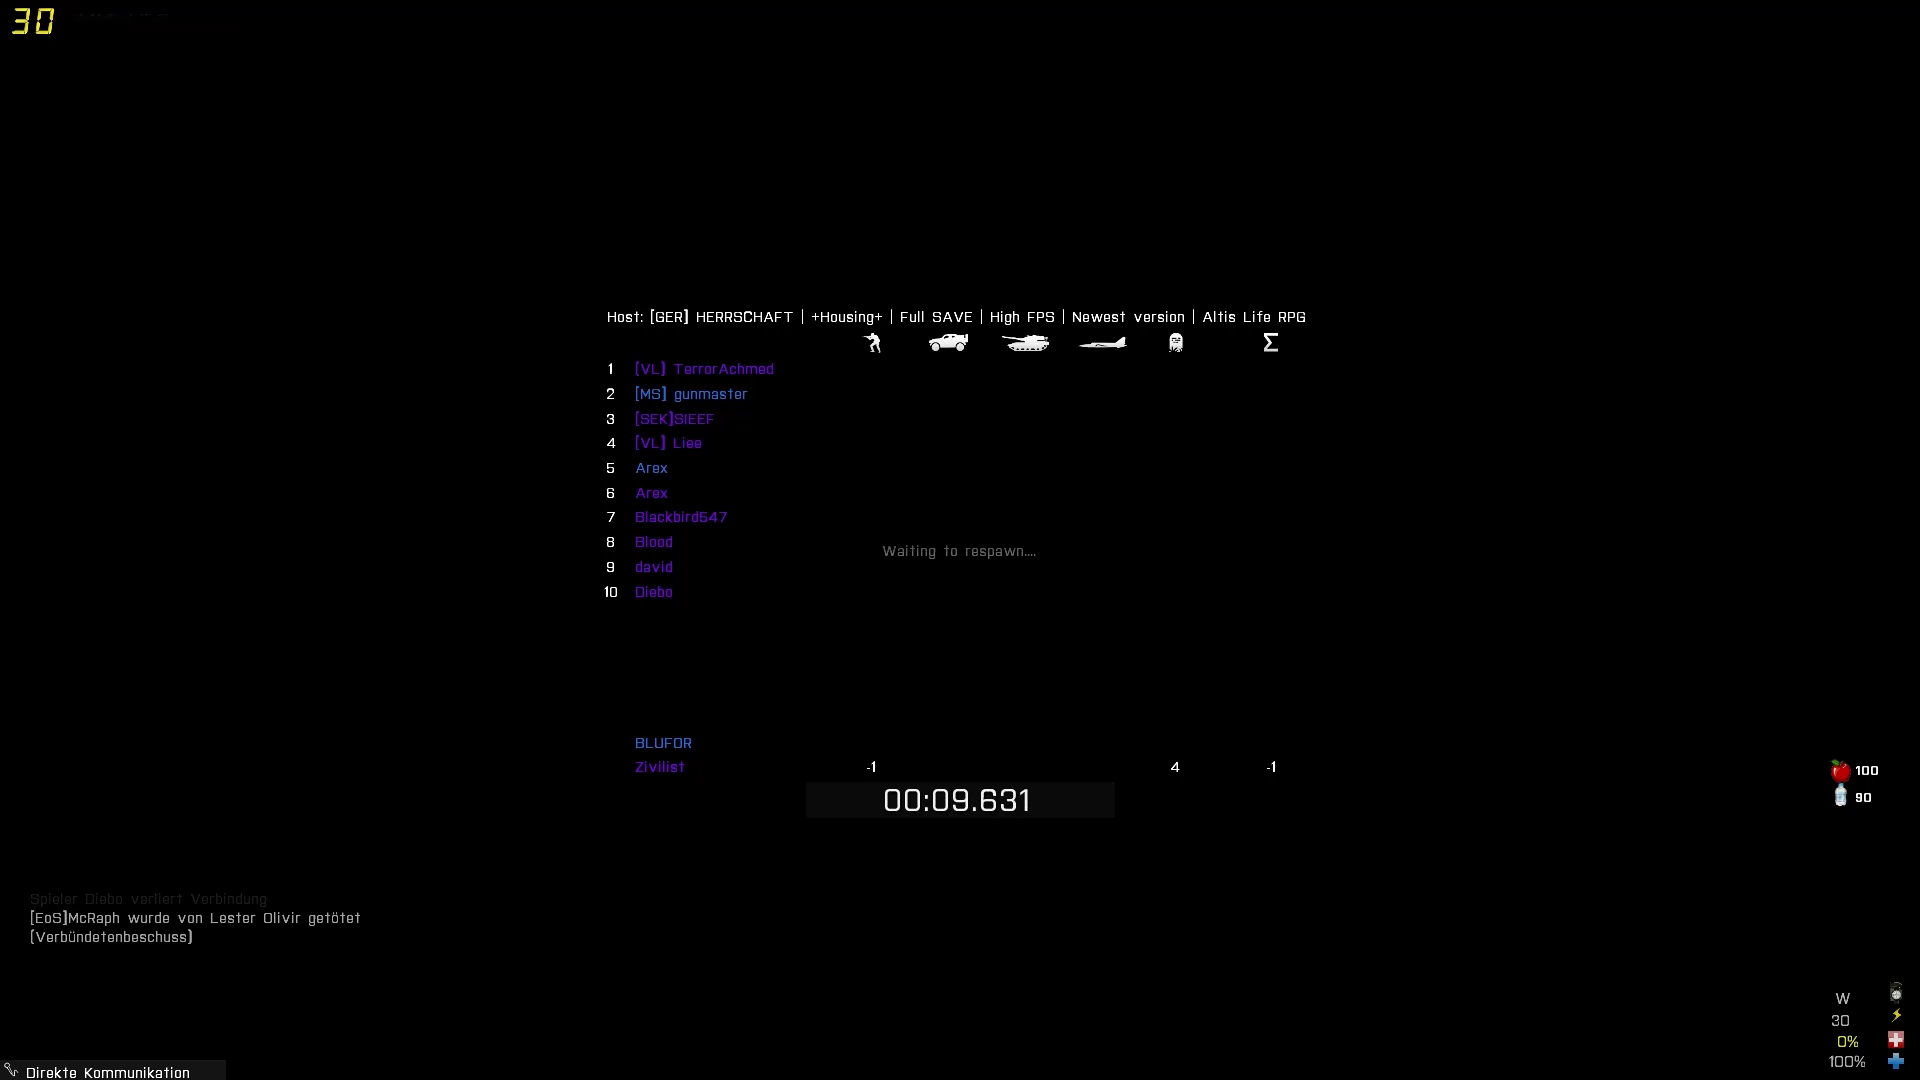 30
Host: [GER] HERRSCHAFT | +Housing+ | Full SAVE | High FPS | Newest version | Altis Life RPG
Σ
1 [VL] TerrorAchmed
2 [MS] gunmaster
3 [SEK]SIEEF
4 [VL] Liee
5 Arex
6 Arex
7 Blackbird547
8 Blood
9 david
10 Diebo
Waiting to respawn....
BLUFOR
Zivilist -1 4 -1
00:09.631
100
90
Spieler Diebo verliert Verbindung
[EoS]McRaph wurde von Lester Olivir getötet
(Verbündetenbeschuss)
W
30
0%
100%
Direkte Kommunikation